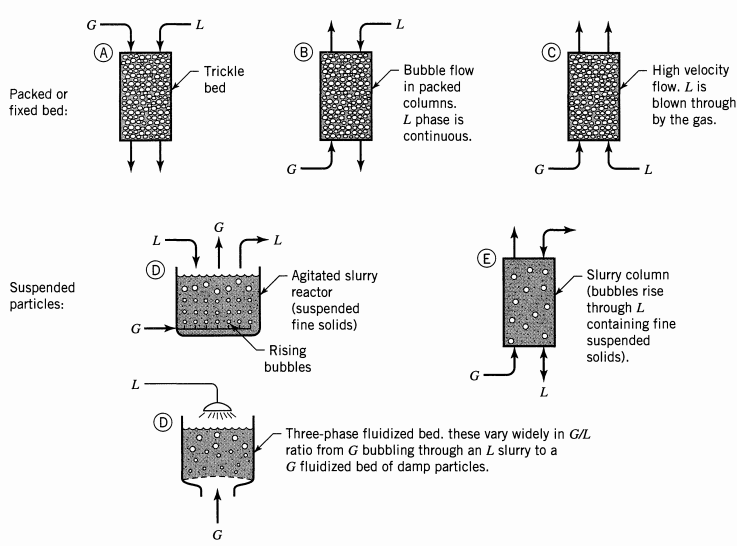 G
L
A
Trickle
bed
B
Bubble flow
in packed
columns.
L phase is
continuous.
G
C
High velocity
flow. L is
blown through
by the gas.
G
L
Packed or
fixed bed:
Suspended
particles:
G
L
L
D
Agitated slurry
reactor
(suspended
fine solids)
G
Rising
bubbles
E
Slurry column
(bubbles rise
through L
containing fine
suspended
solids).
G
L
L
D
Three-phase fluidized bed. these vary widely in G/L
ratio from G bubbling through an L slurry to a
G fluidized bed of damp particles.
G